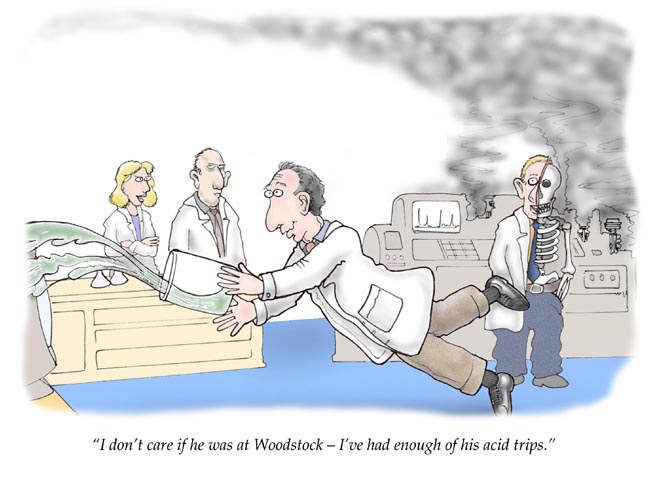 “I don’t care if he was at Woodstock – I’ve had enough of his acid trips.”